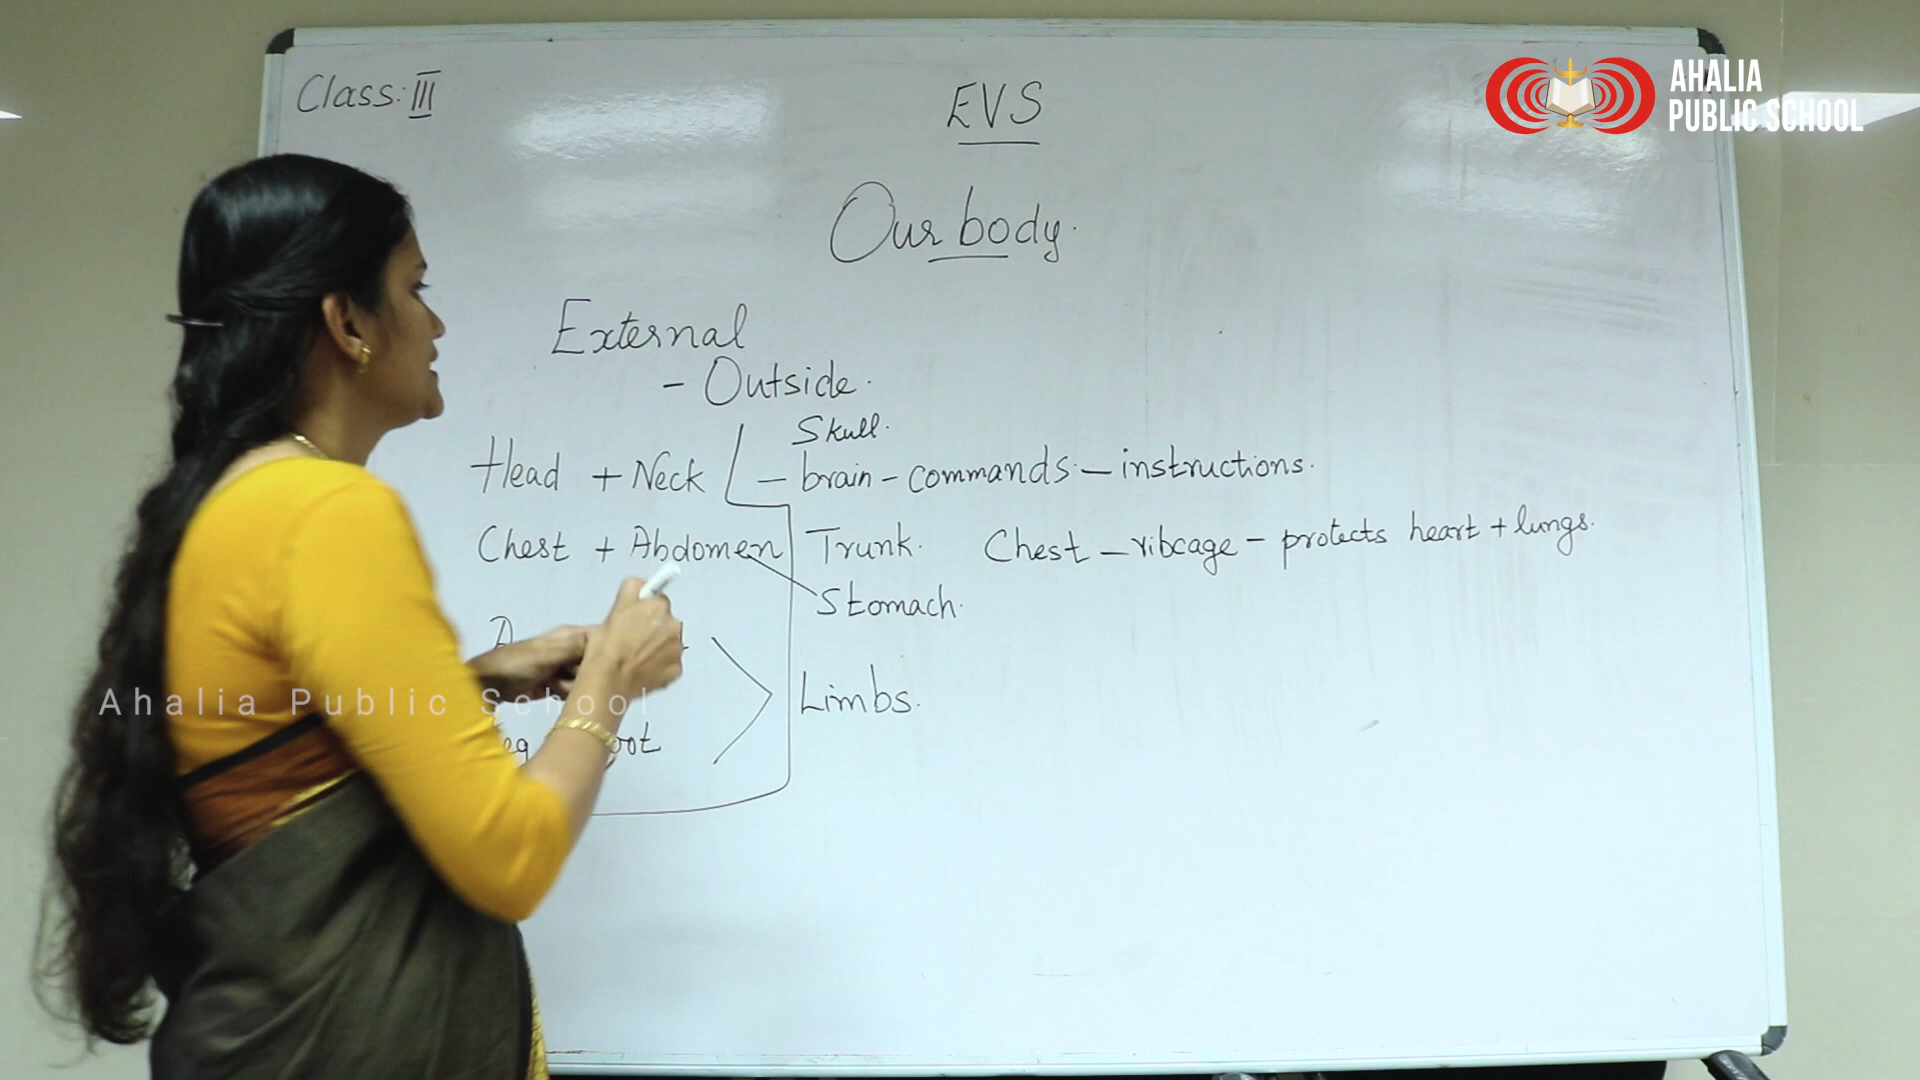 Class: III
EVS
AHALIA
PUBLIC SCHOOL
Our body.
External
- Outside.
Skull.
Head + Neck - brain - commands - instructions.
Chest + Abdomen Trunk. Chest - ribcage - protects heart + lungs.
Stomach.
Limbs.
Ahalia Public School